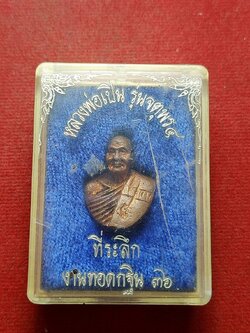 หลวงพ่อเปิ่น รุ่นจตุพร๔
ที่ระลึก
งานทอดกฐิน ๓๖